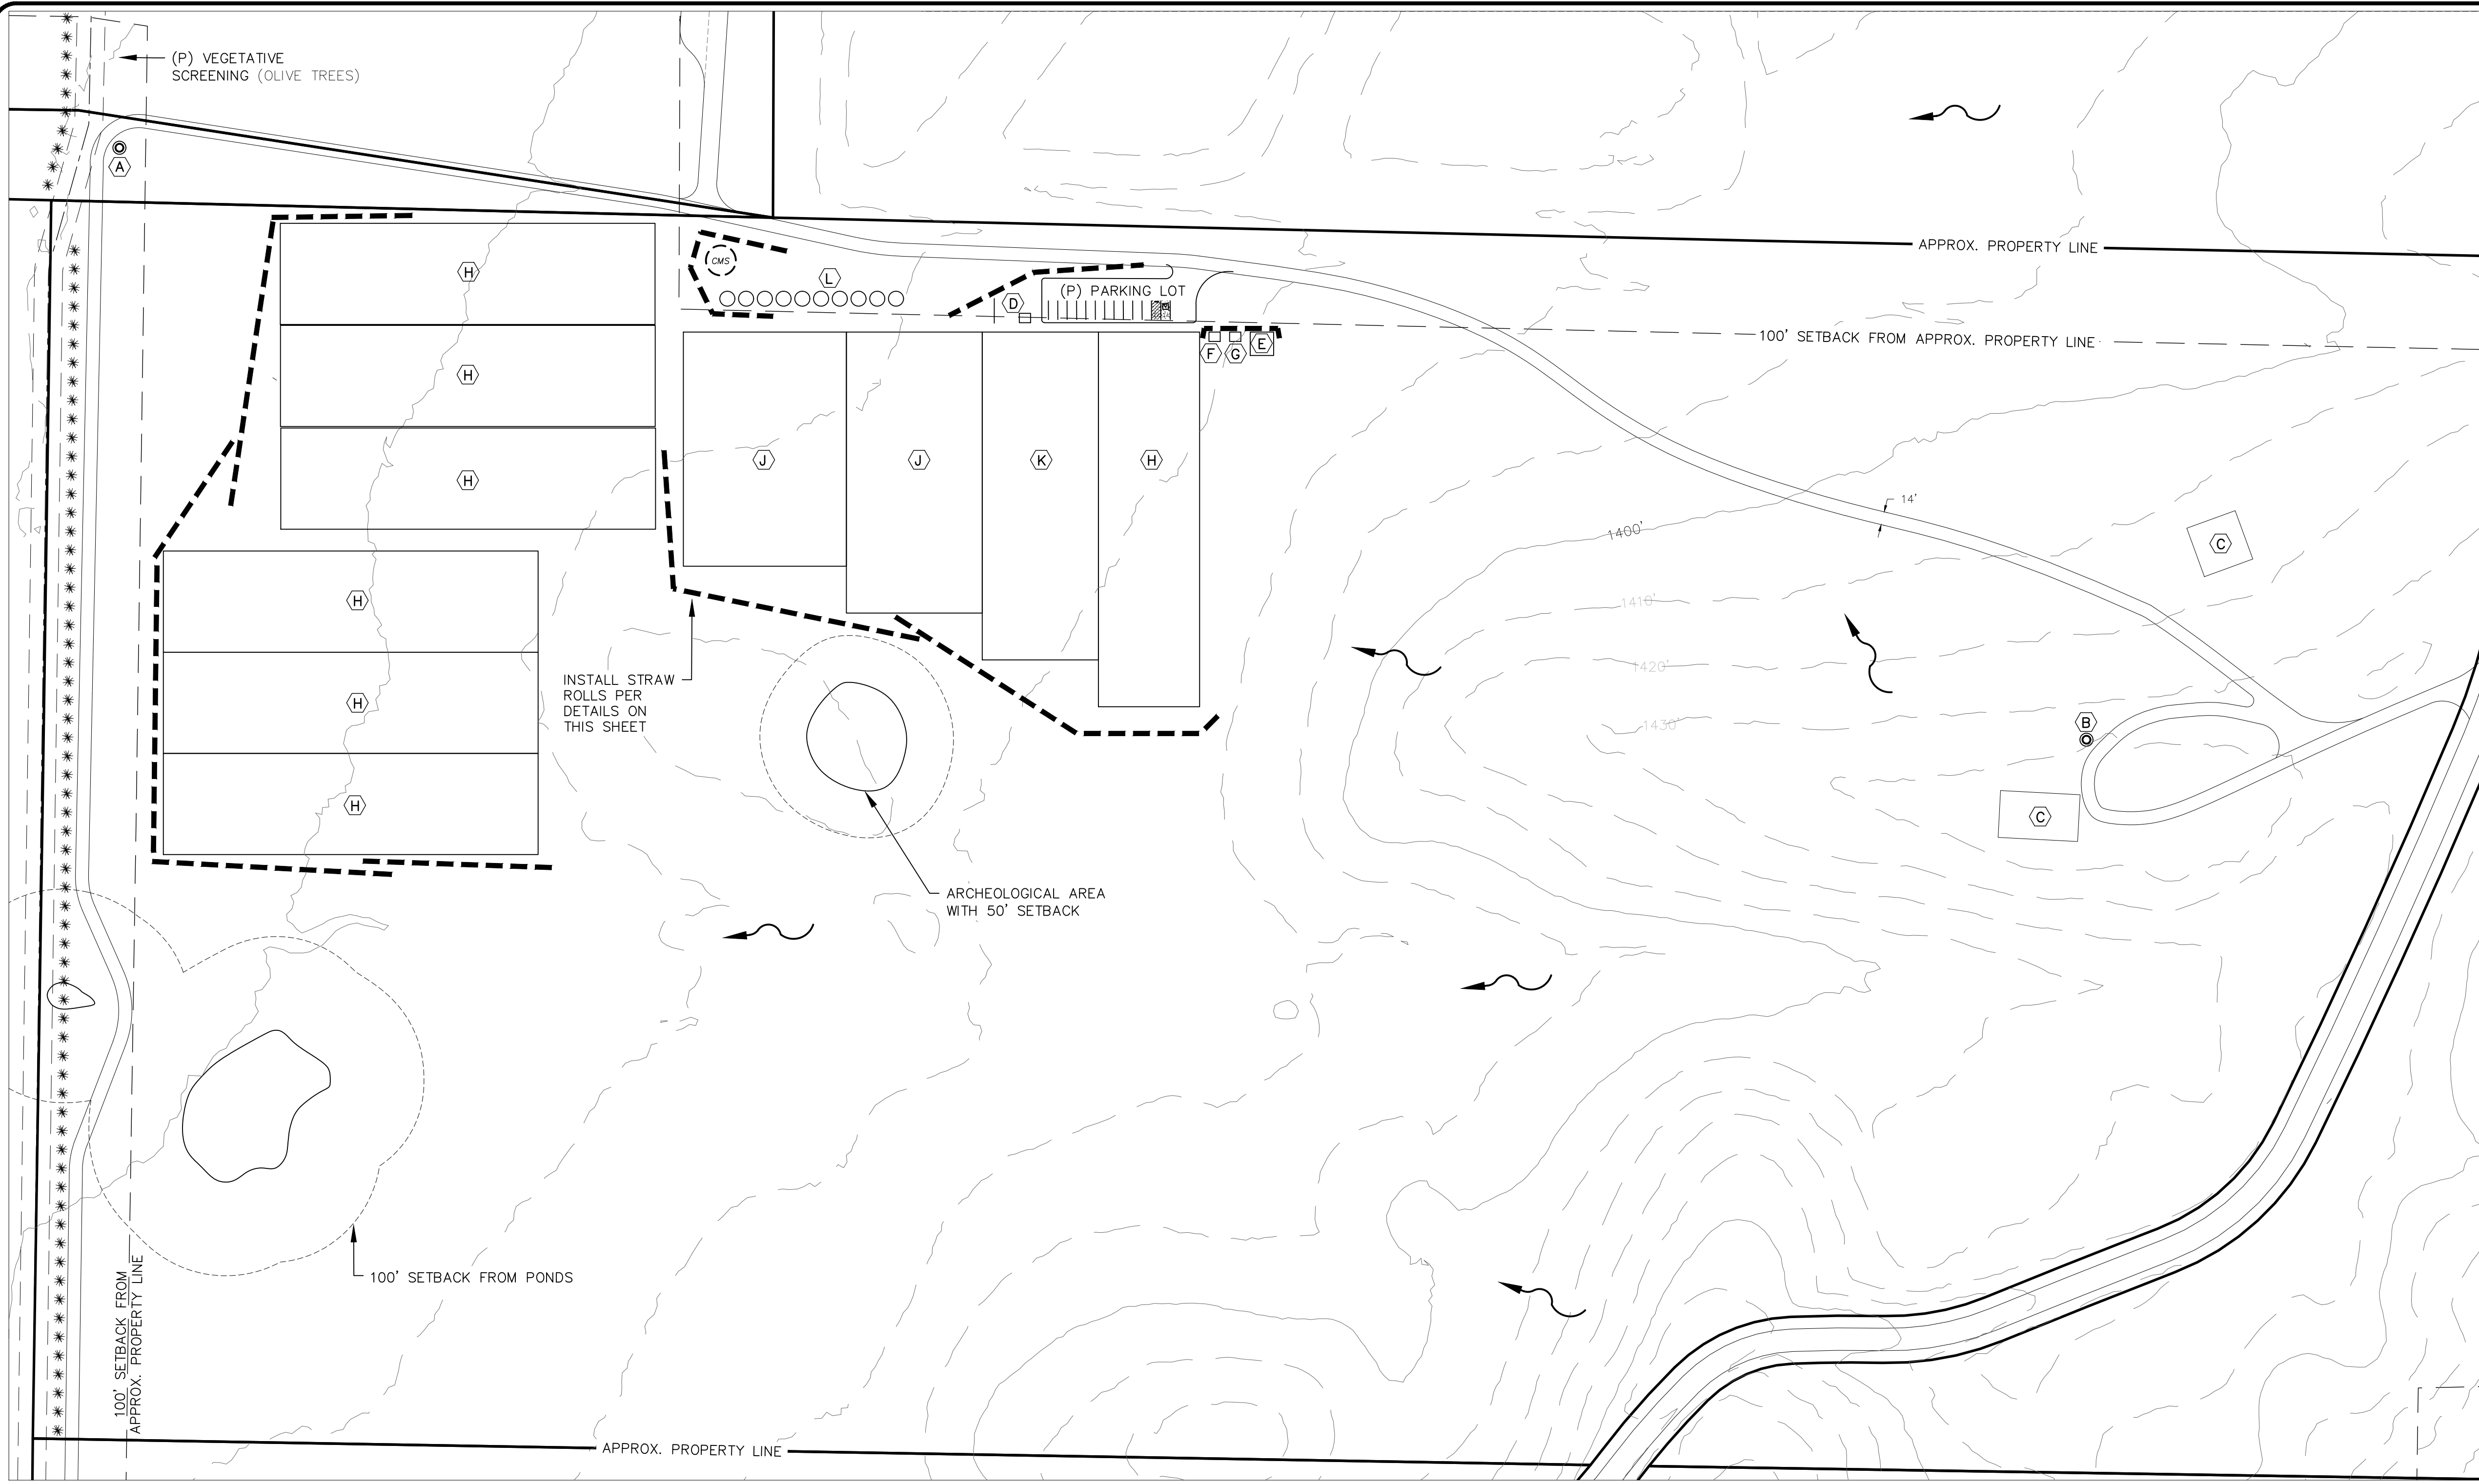 (P) VEGETATIVE
SCREENING (OLIVE TREES)
A
APPROX. PROPERTY LINE
CMS
H
L
(P) PARKING LOT
D
100' SETBACK FROM APPROX. PROPERTY LINE
F
G
E
H
J
J
K
H
H
14'
1400'
C
H
1410'
1420'
INSTALL STRAW
ROLLS PER
DETAILS ON
THIS SHEET
H
1430'
B
H
C
ARCHEOLOGICAL AREA
WITH 50' SETBACK
100' SETBACK FROM PONDS
100' SETBACK FROM
APPROX. PROPERTY LINE
APPROX. PROPERTY LINE